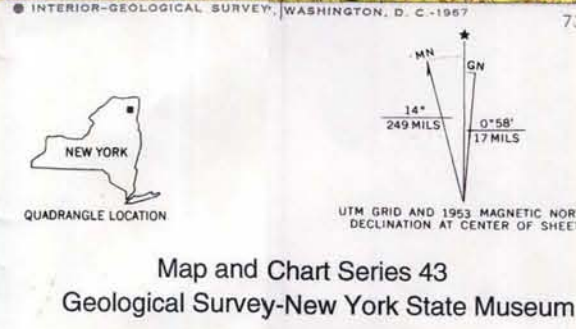 INTERIOR-GEOLOGICAL SURVEY, WASHINGTON, D. C.-1967
MN
GN
14°
249 MILS
0°58'
17 MILS
NEW YORK
QUADRANGLE LOCATION
UTM GRID AND 1953 MAGNETIC NOR
DECLINATION AT CENTER OF SHEE
Map and Chart Series 43
Geological Survey-New York State Museum